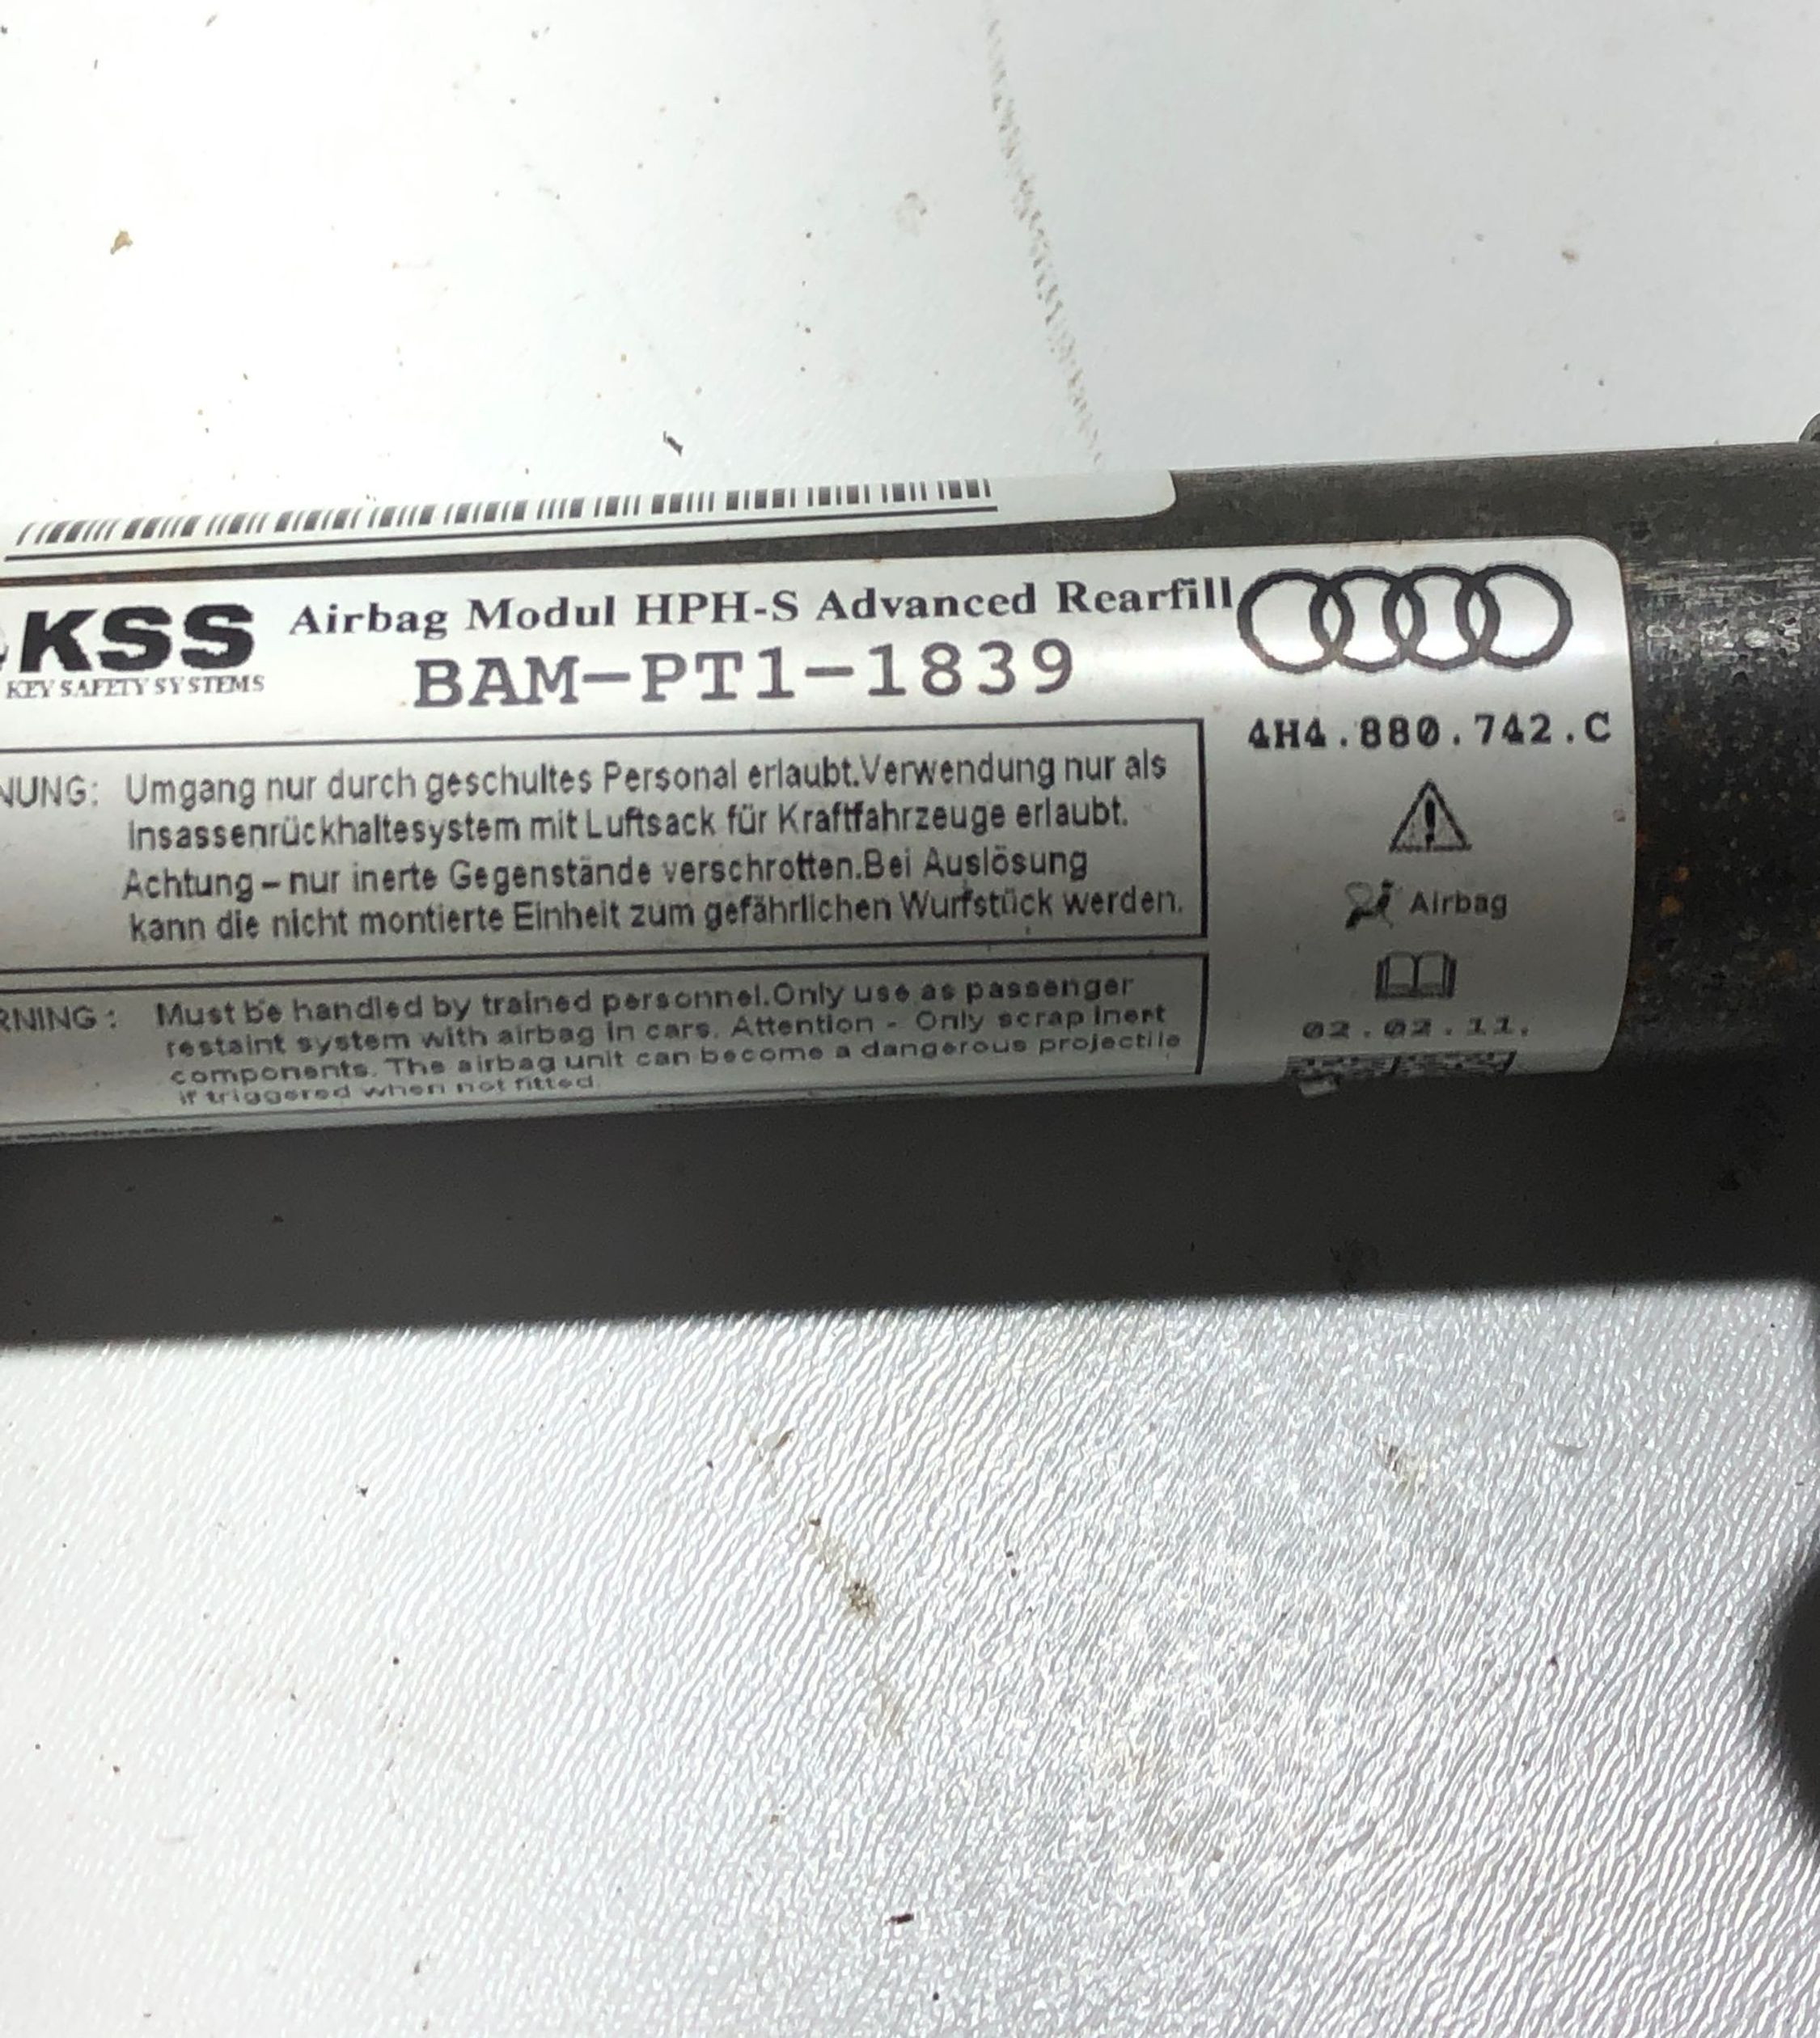 KSS
KEY SAFETY SYSTEMS
Airbag Modul HPH-S Advanced Rearfill
BAM-PT1-1839
NUNG: Umgang nur durch geschultes Personal erlaubt.Verwendung nur als
Insassenrückhaltesystem mit Luftsack für Kraftfahrzeuge erlaubt.
Achtung – nur inerte Gegenstände verschrotten.Bei Auslösung
kann die nicht montierte Einheit zum gefährlichen Wurfstück werden.
RNING: Must be handled by trained personnel.Only use as passenger
restaint system with airbag in cars. Attention - Only scrap inert
components. The airbag unit can become a dangerous projectile
if triggered when not fitted.
4H4.880.742.C
Airbag
02.02.11.